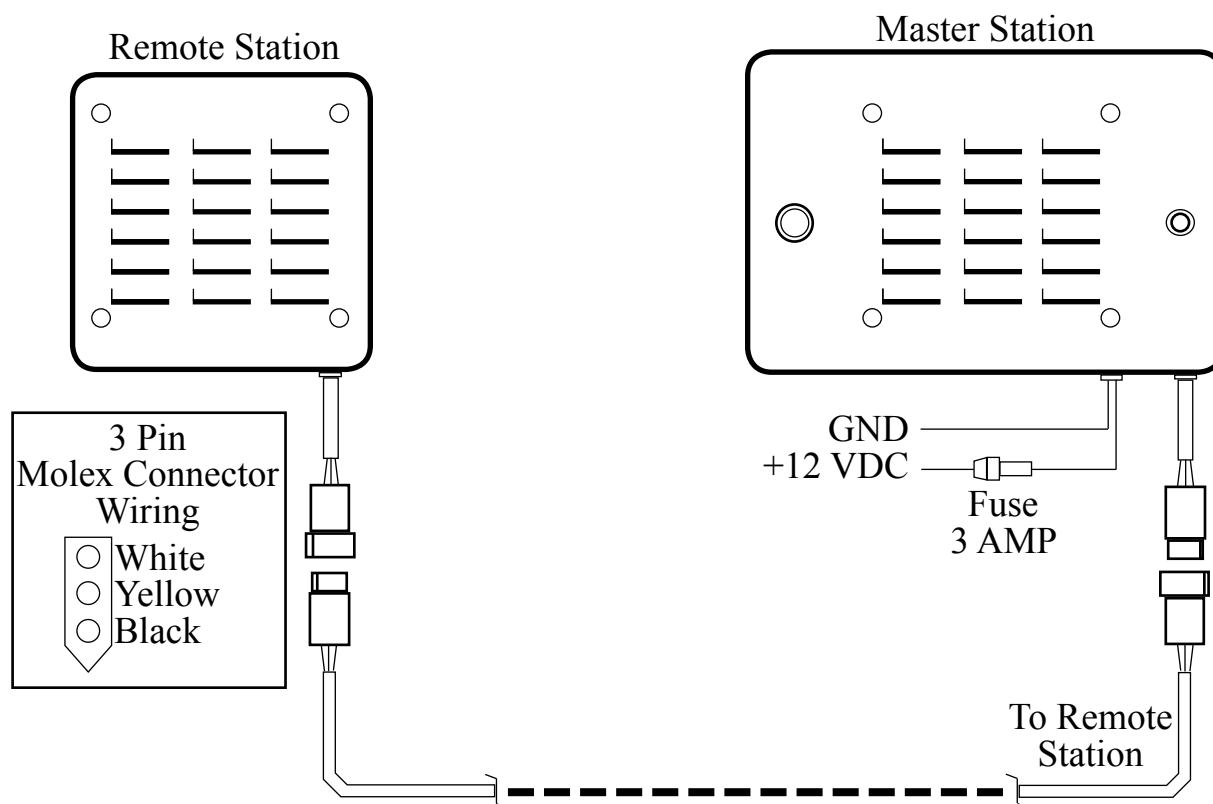 Remote Station
Master Station
3 Pin
Molex Connector
Wiring
White
Yellow
Black
GND
+12 VDC
Fuse
3 AMP
To Remote
Station